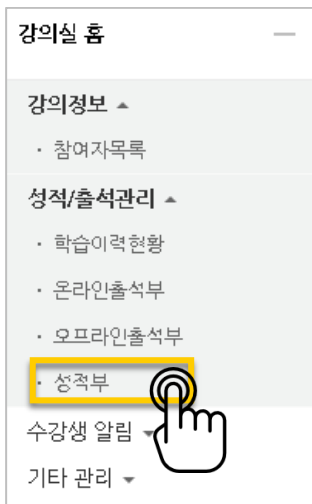 강의실 홈
강의정보 ▲
· 참여자목록
성적/출석관리 ▲
· 학습이력현황
· 온라인출석부
· 오프라인출석부
· 성적부
수강생 알림 ▼
기타 관리 ▼